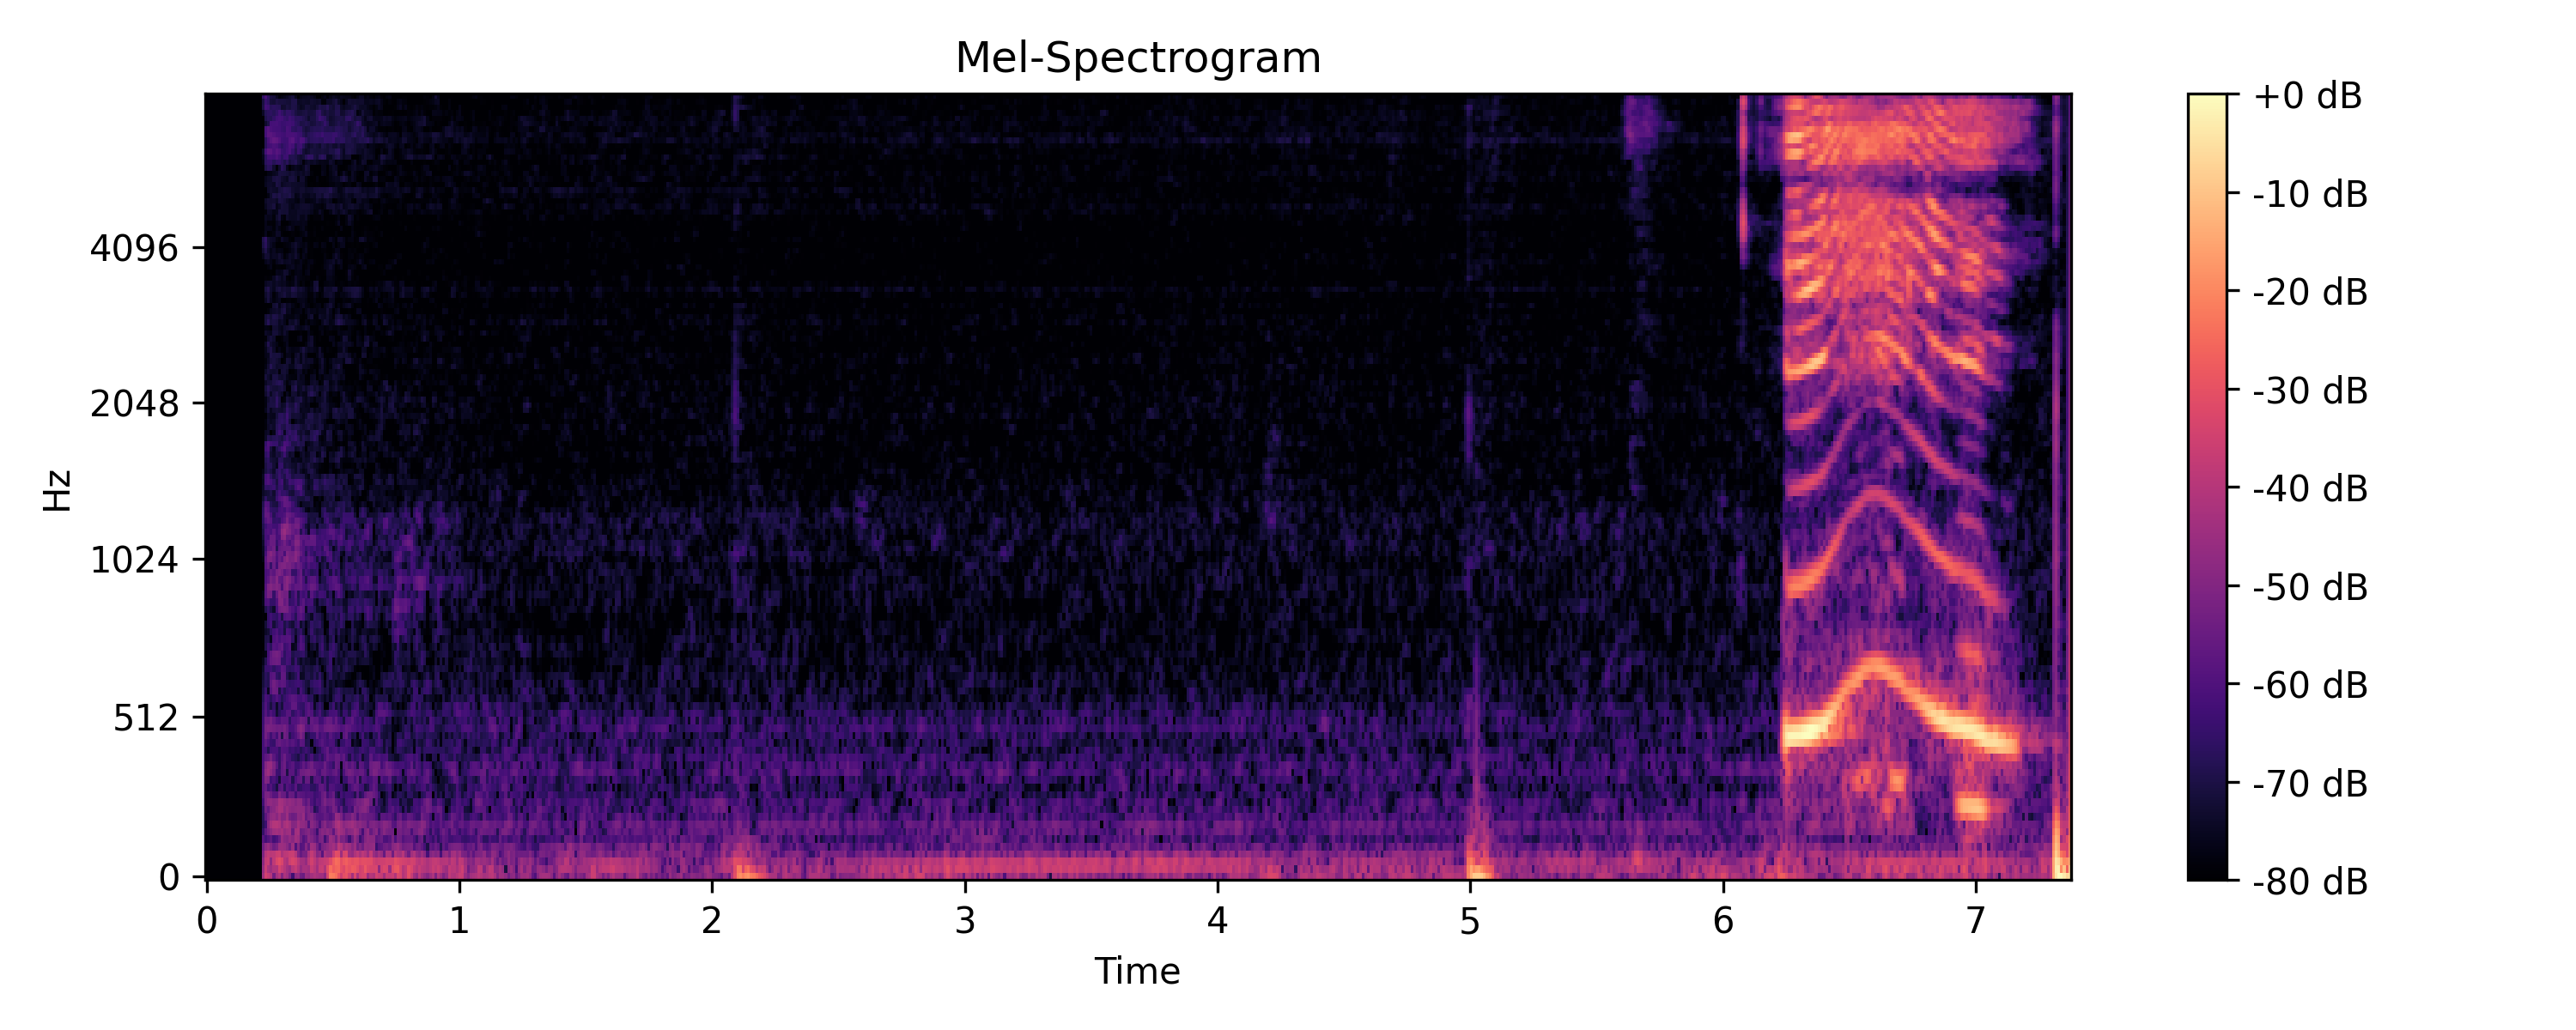 Mel-Spectrogram
+0 dB
-10 dB
-20 dB
-30 dB
-40 dB
-50 dB
-60 dB
-70 dB
-80 dB
Hz
4096
2048
1024
512
0
0 1 2 3 4 5 6 7
Time